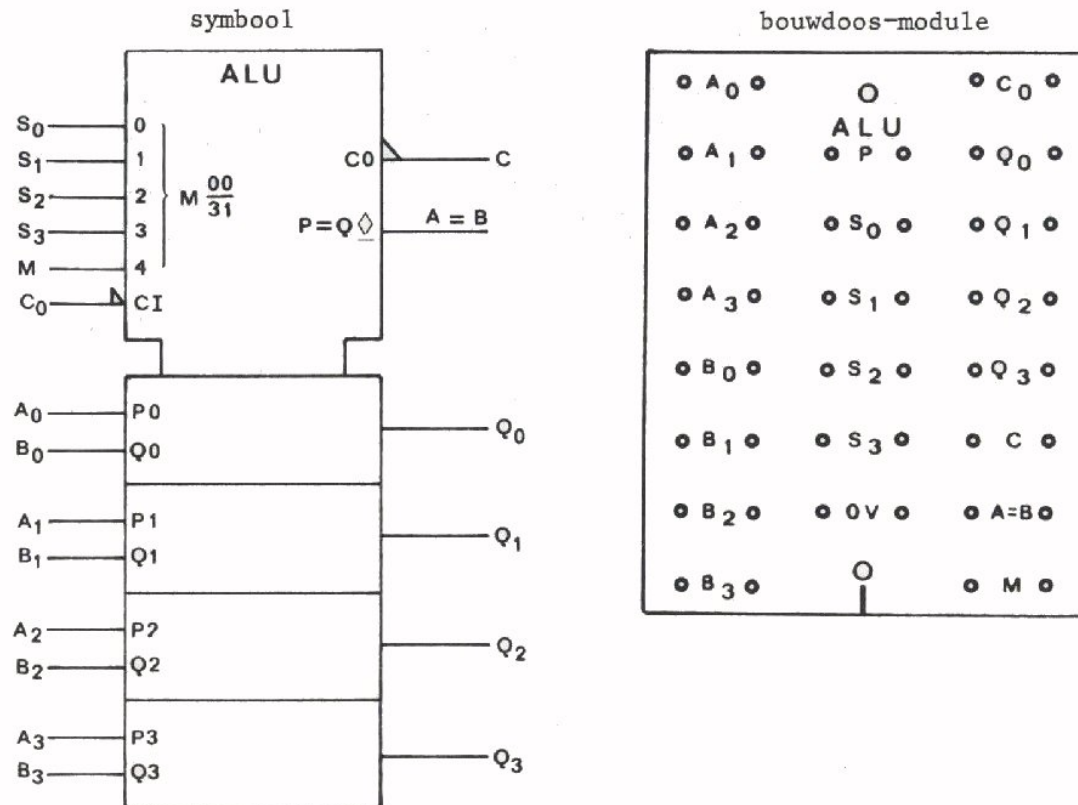 symbool
ALU
S0 0
S1 1
S2 2
S3 3
M 4
M 00/31
C0 CI
CO C
P=Q ◊ A = B
A0 P0
B0 Q0
Q0
A1 P1
B1 Q1
Q1
A2 P2
B2 Q2
Q2
A3 P3
B3 Q3
Q3
bouwdoos-module
A0 C0
ALU
A1 P Q0
A2 S0 Q1
A3 S1 Q2
B0 S2 Q3
B1 S3 C
B2 0V A=B
B3 M